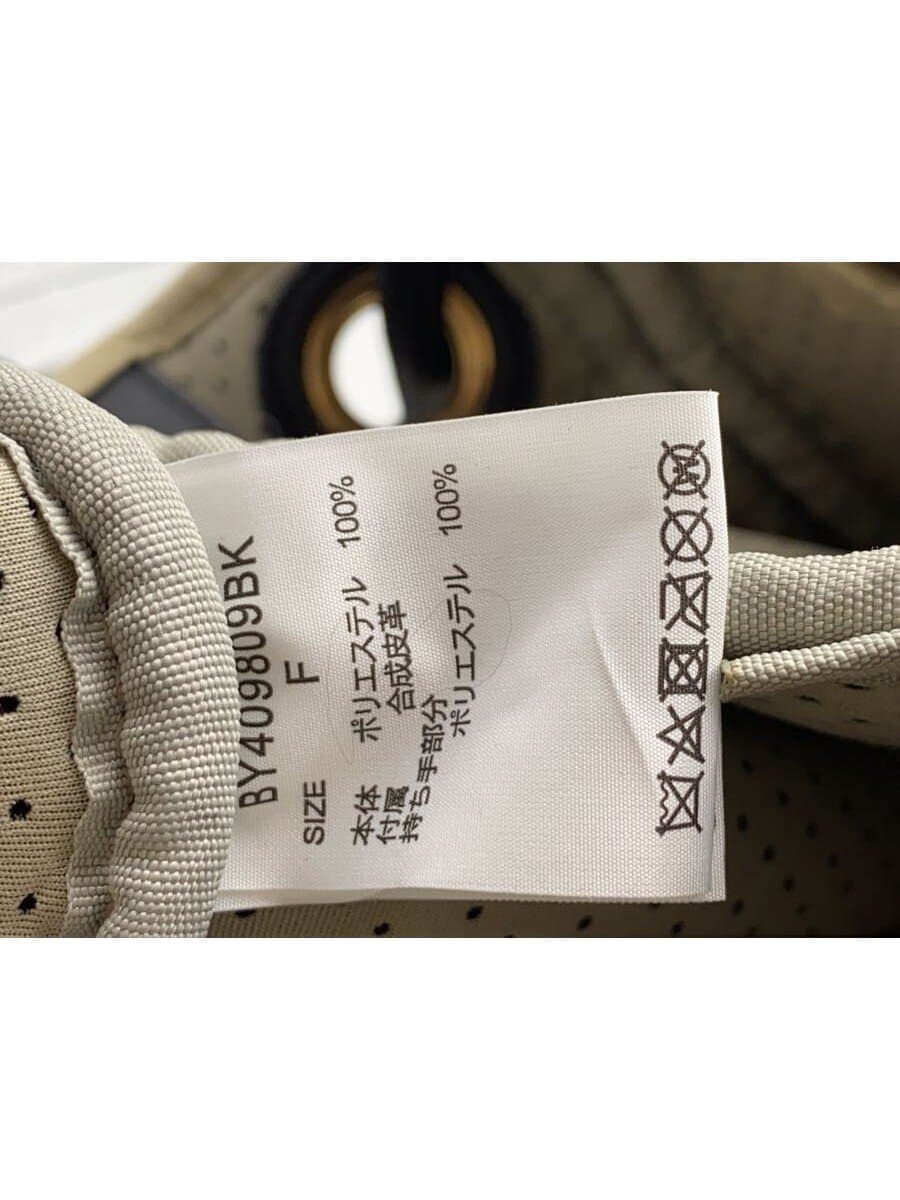 BY409809BK
SIZE F
本体 ポリエステル 100%
付属 合成皮革
持ち手部分
ポリエステル 100%